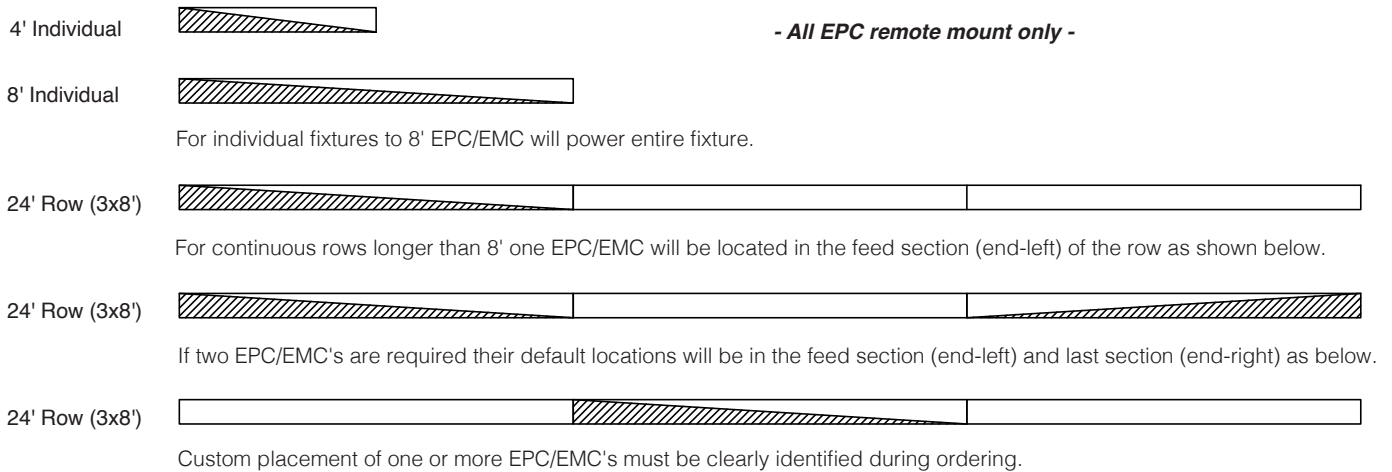 4' Individual
- All EPC remote mount only -
8' Individual
For individual fixtures to 8' EPC/EMC will power entire fixture.
24' Row (3x8')
For continuous rows longer than 8' one EPC/EMC will be located in the feed section (end-left) of the row as shown below.
24' Row (3x8')
If two EPC/EMC's are required their default locations will be in the feed section (end-left) and last section (end-right) as below.
24' Row (3x8')
Custom placement of one or more EPC/EMC's must be clearly identified during ordering.